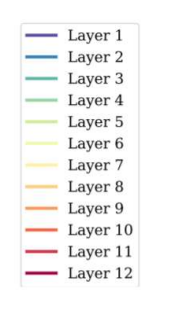 Layer 1
Layer 2
Layer 3
Layer 4
Layer 5
Layer 6
Layer 7
Layer 8
Layer 9
Layer 10
Layer 11
Layer 12